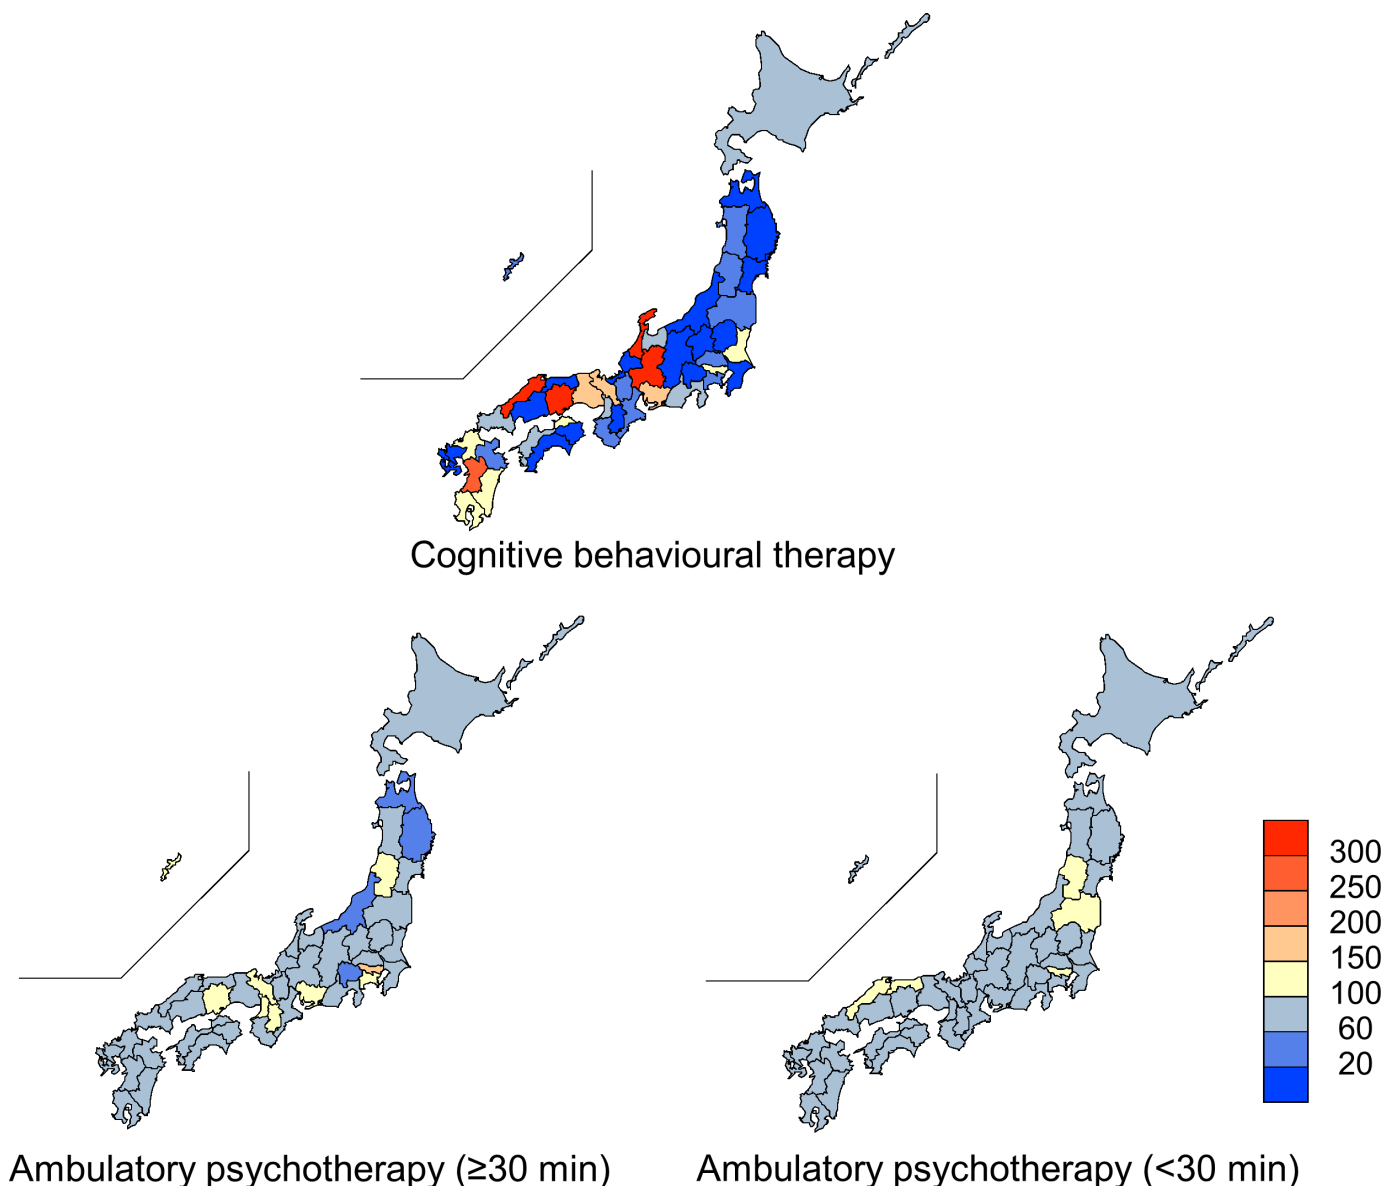 Cognitive behavioural therapy
300
250
200
150
100
60
20
Ambulatory psychotherapy (≥30 min)
Ambulatory psychotherapy (<30 min)